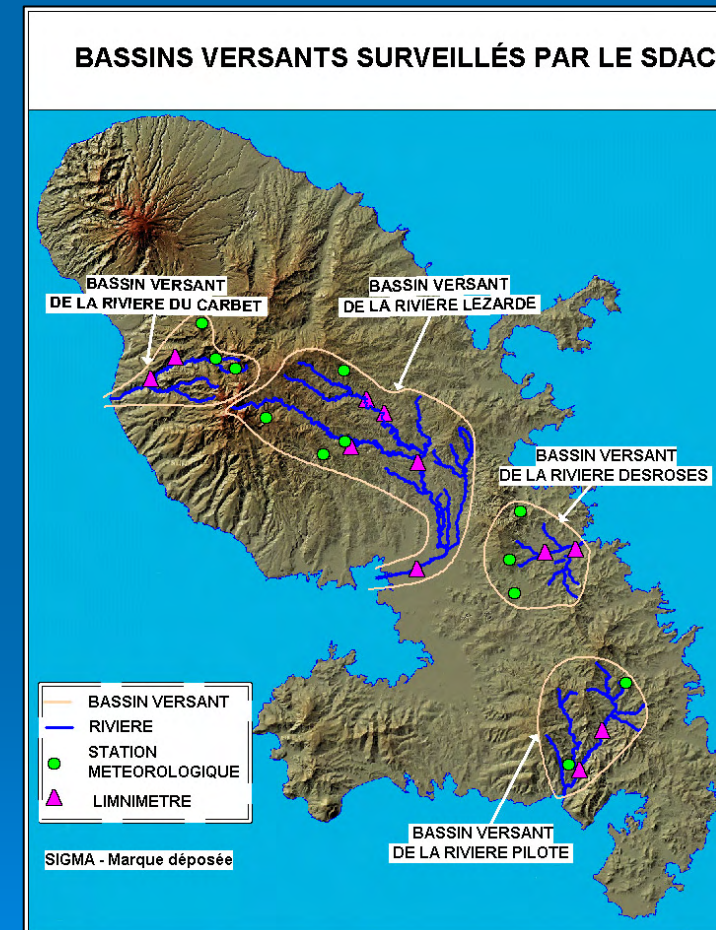 BASSINS VERSANTS SURVEILLÉS PAR LE SDAC
BASSIN VERSANT
DE LA RIVIERE DU CARBET
BASSIN VERSANT
DE LA RIVIERE LEZARDE
BASSIN VERSANT
DE LA RIVIERE DESROSES
BASSIN VERSANT
RIVIERE
STATION
METEOROLOGIQUE
LIMNIMETRE
BASSIN VERSANT
DE LA RIVIERE PILOTE
SIGMA - Marque déposée